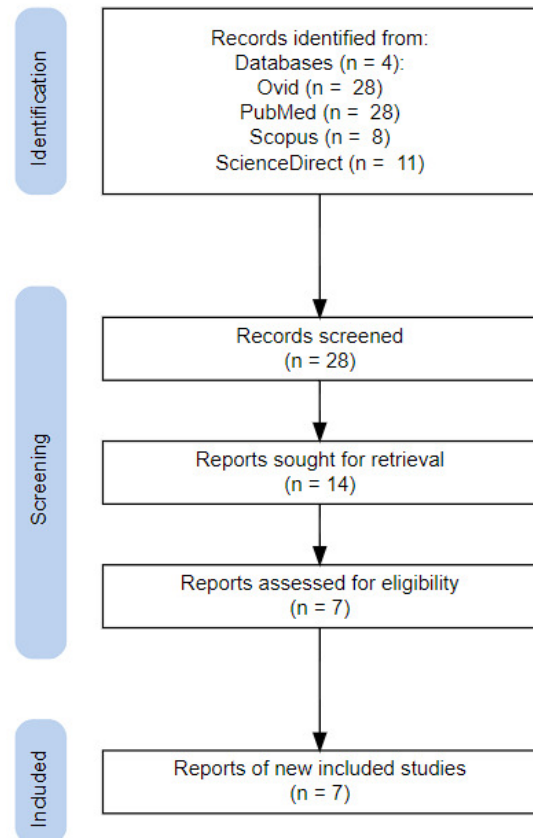 Identification
Records identified from:
Databases (n = 4):
Ovid (n = 28)
PubMed (n = 28)
Scopus (n = 8)
ScienceDirect (n = 11)
Screening
Records screened
(n = 28)
Reports sought for retrieval
(n = 14)
Reports assessed for eligibility
(n = 7)
Included
Reports of new included studies
(n = 7)